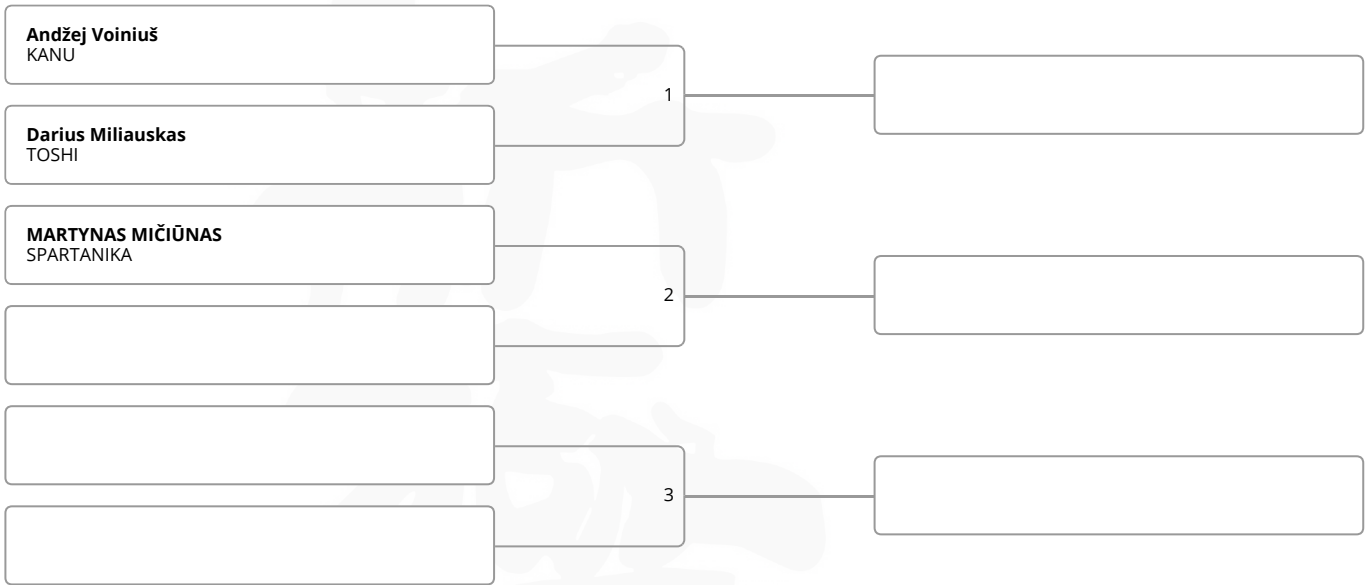 Andžej Voiniuš
KANU
1
Darius Miliauskas
TOSHI
MARTYNAS MIČIŪNAS
SPARTANIKA
2
3